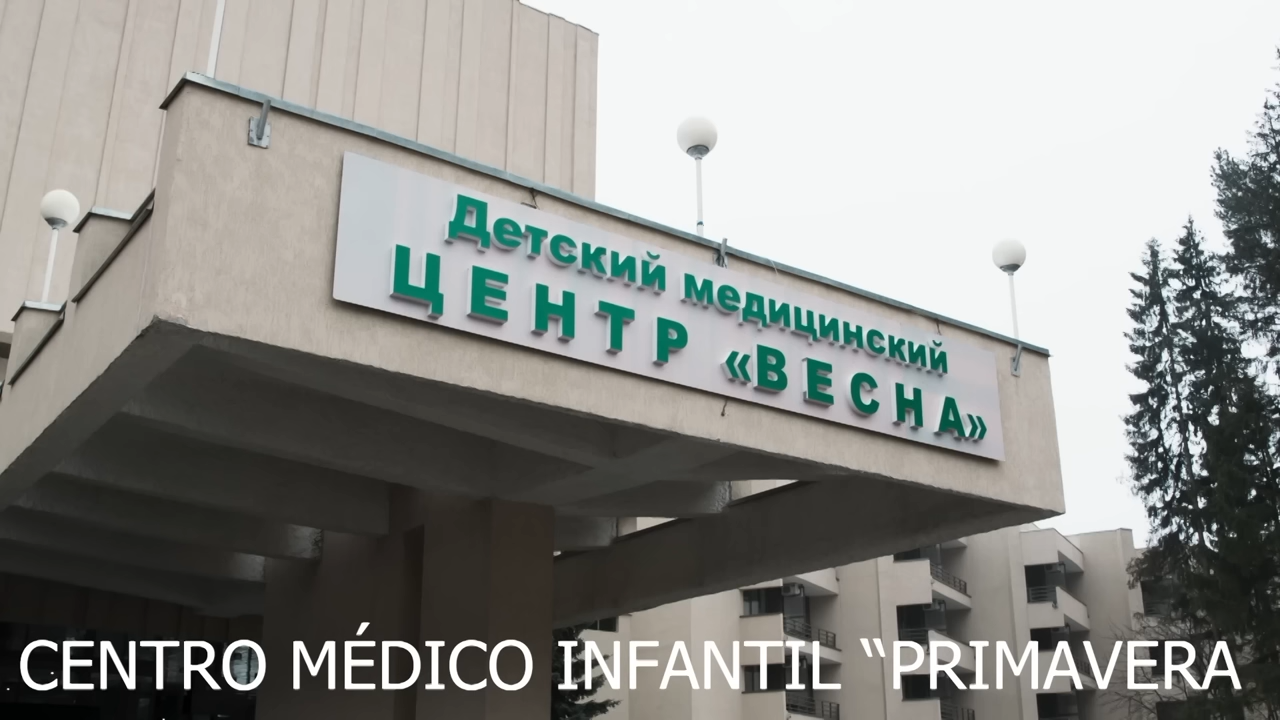 Детский медицинский
ЦЕНТР «ВЕСНА»
CENTRO MÉDICO INFANTIL “PRIMAVERA